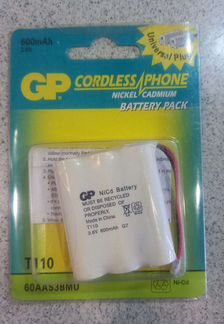 600mAh
3.6V
Universal Plug
GP
CORDLESS PHONE
NICKEL CADMIUM
BATTERY PACK
GP NiCd Battery
MUST BE RECYCLED
OR DISPOSED OF
PROPERLY.
Made in China
T110
3.6V 600mAh G2
T110
60AAS3BMU
Ni-Cd